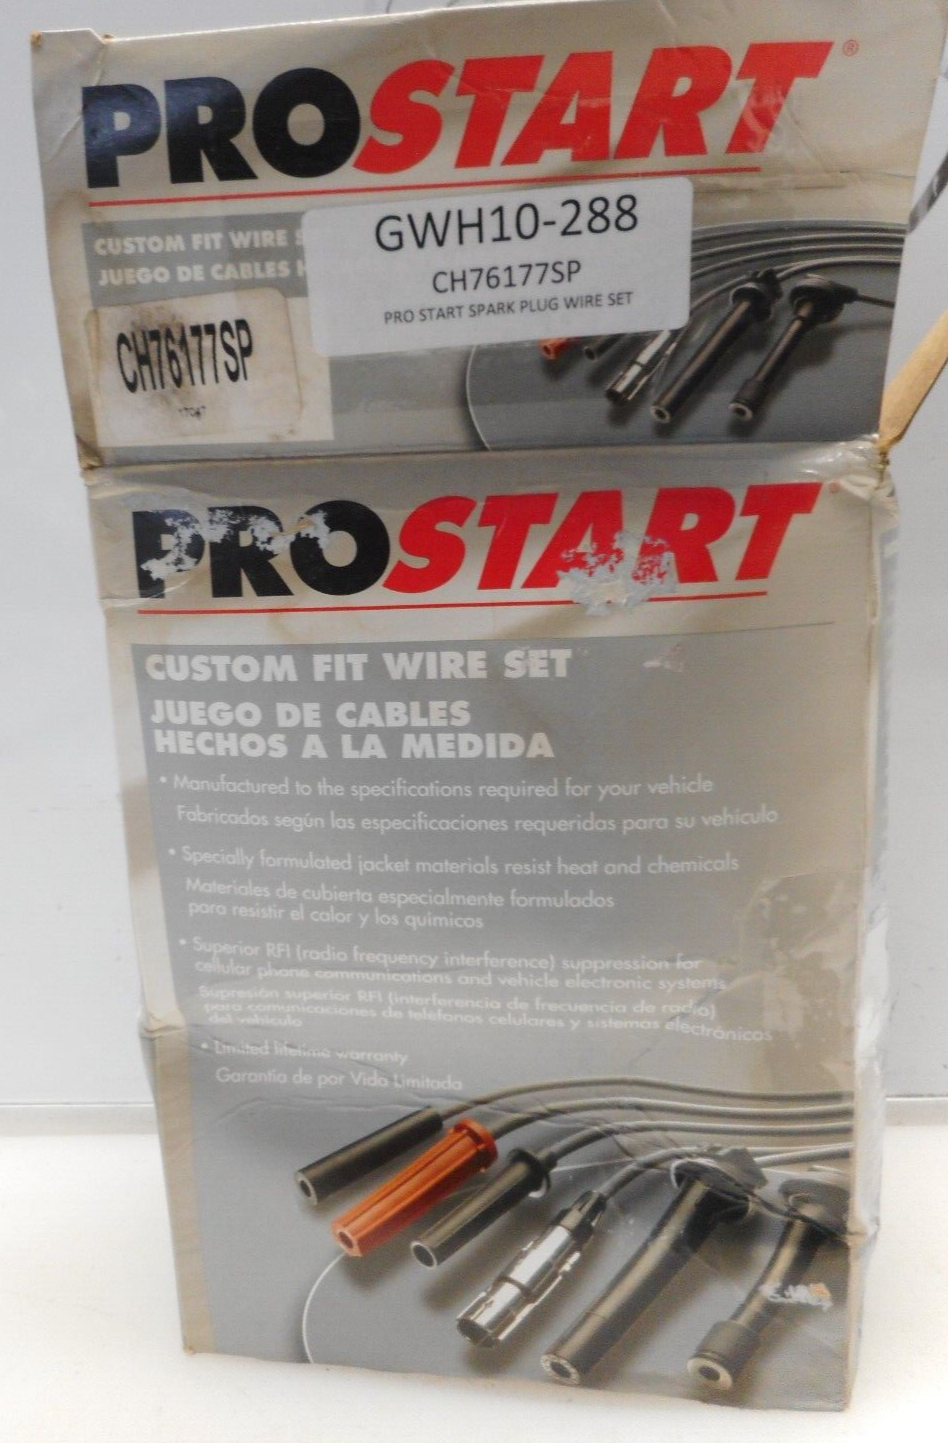 PROSTART®
CUSTOM FIT WIRE
JUEGO DE CABLES H
GWH10-288
CH76177SP
PRO START SPARK PLUG WIRE SET
CH76177SP
PROSTART
CUSTOM FIT WIRE SET
JUEGO DE CABLES
HECHOS A LA MEDIDA
• Manufactured to the specifications required for your vehicle
Fabricados según las especificaciones requeridas para su vehículo
• Specially formulated jacket materials resist heat and chemicals
Materiales de cubierta especialmente formulados
para resistir el calor y los químicos
• Superior RFI (radio frequency interference) suppression for
cellular phone communications and vehicle electronic systems
Supresión superior RFI (interferencia de frecuencia de radio)
para comunicaciones de teléfonos celulares y sistemas electrónicos
del vehículo
• Limited lifetime warranty
Garantía de por Vida Limitada